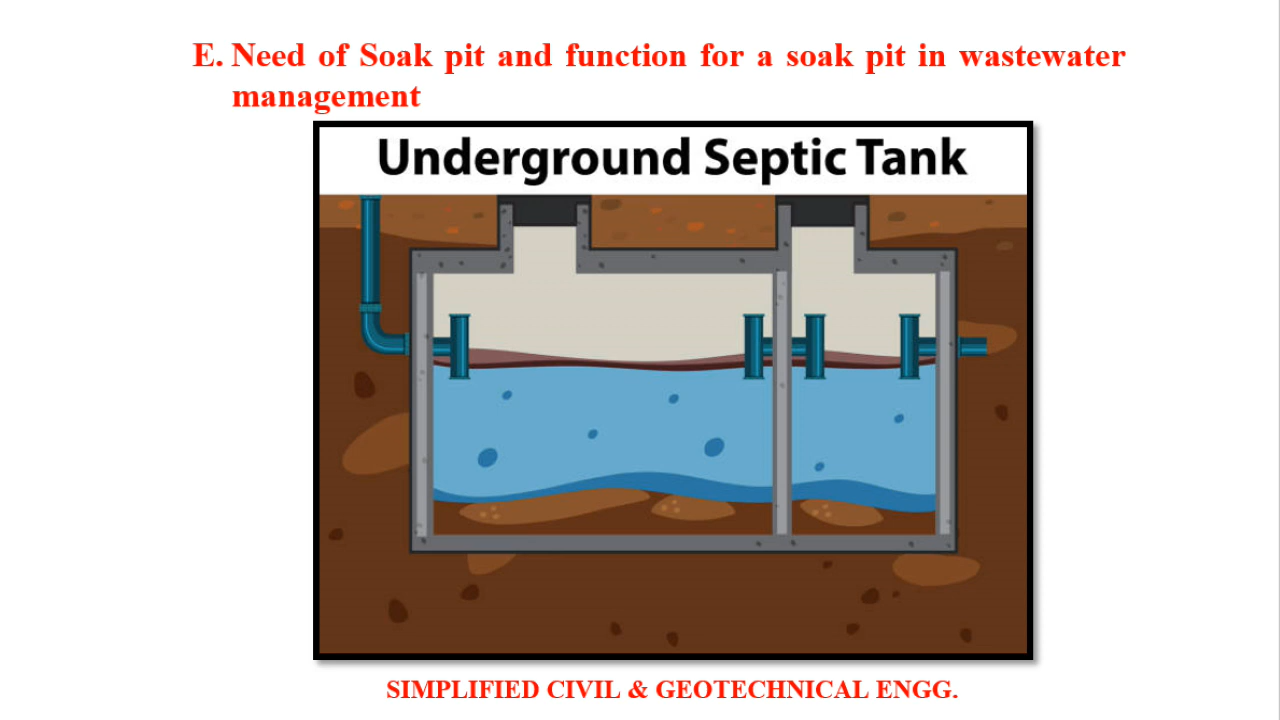 E. Need of Soak pit and function for a soak pit in wastewater
management
Underground Septic Tank
SIMPLIFIED CIVIL & GEOTECHNICAL ENGG.